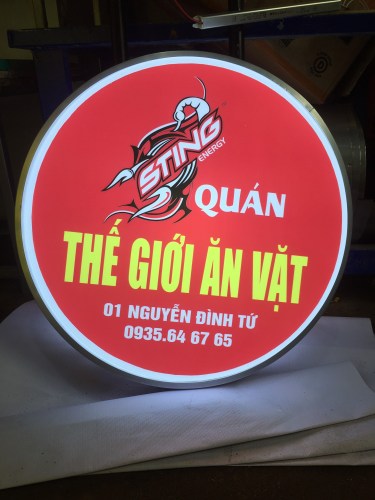 STING
ENERGY
QUÁN
THẾ GIỚI ĂN VẶT
01 NGUYỄN ĐÌNH TỨ
0935.64 67 65